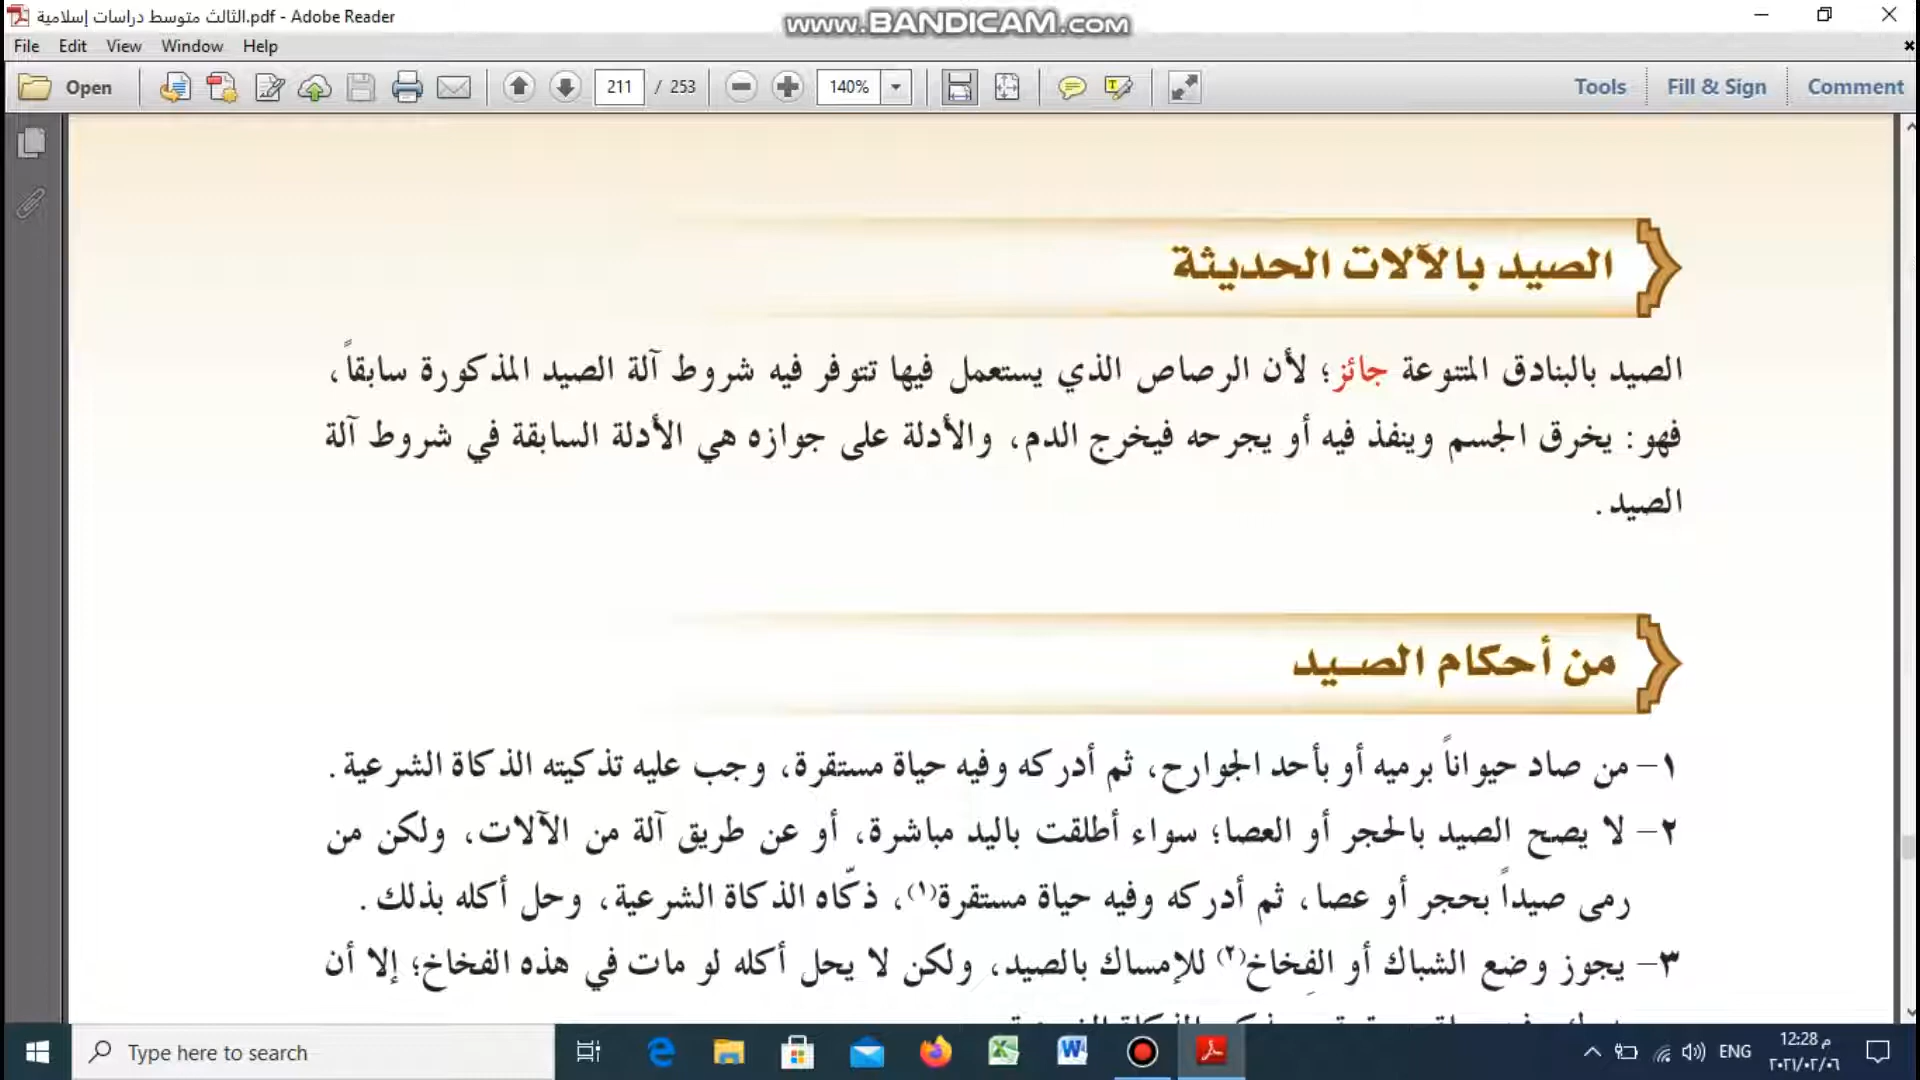 الثالث متوسط دراسات إسلامية.pdf - Adobe Reader
www.BANDICAM.com
File Edit View Window Help
Open 211 / 253 140% Tools Fill & Sign Comment
الصيد بالآلات الحديثة
الصيد بالبنادق المتنوعة جائز؛ لأن الرصاص الذي يستعمل فيها تتوفر فيه شروط آلة الصيد المذكورة سابقاً،
فهو: يخرق الجسم وينفذ فيه أو يجرحه فيخرج الدم، والأدلة على جوازه هي الأدلة السابقة في شروط آلة
الصيد.
من أحكام الصـيد
١- من صاد حيواناً برميه أو بأحد الجوارح، ثم أدركه وفيه حياة مستقرة، وجب عليه تذكيته الذكاة الشرعية.
٢- لا يصح الصيد بالحجر أو العصا؛ سواء أطلقت باليد مباشرة، أو عن طريق آلة من الآلات، ولكن من
رمى صيداً بحجر أو عصا، ثم أدركه وفيه حياة مستقرة(١)، ذكّاه الذكاة الشرعية، وحل أكله بذلك.
٣- يجوز وضع الشباك أو الفِخاخ(٢) للإمساك بالصيد، ولكن لا يحل أكله لو مات في هذه الفخاخ؛ إلا أن
Type here to search ENG 12:28 م
٢٠٢١/٠٢/٠٦